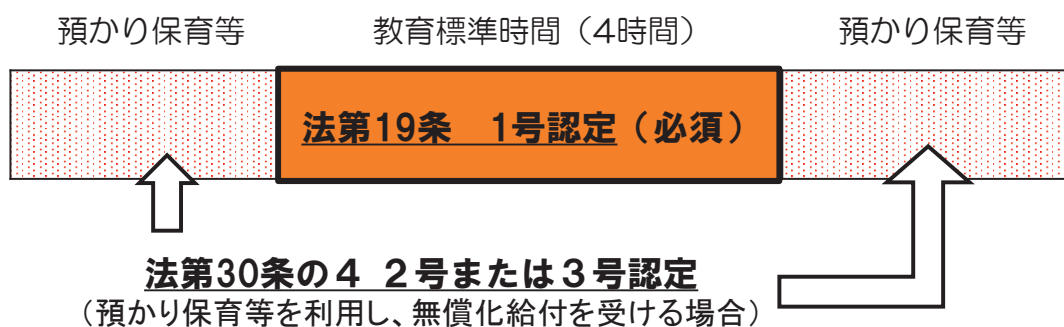 預かり保育等　教育標準時間（4時間）　預かり保育等
法第19条　1号認定（必須）
法第30条の４ ２号または３号認定
（預かり保育等を利用し、無償化給付を受ける場合）